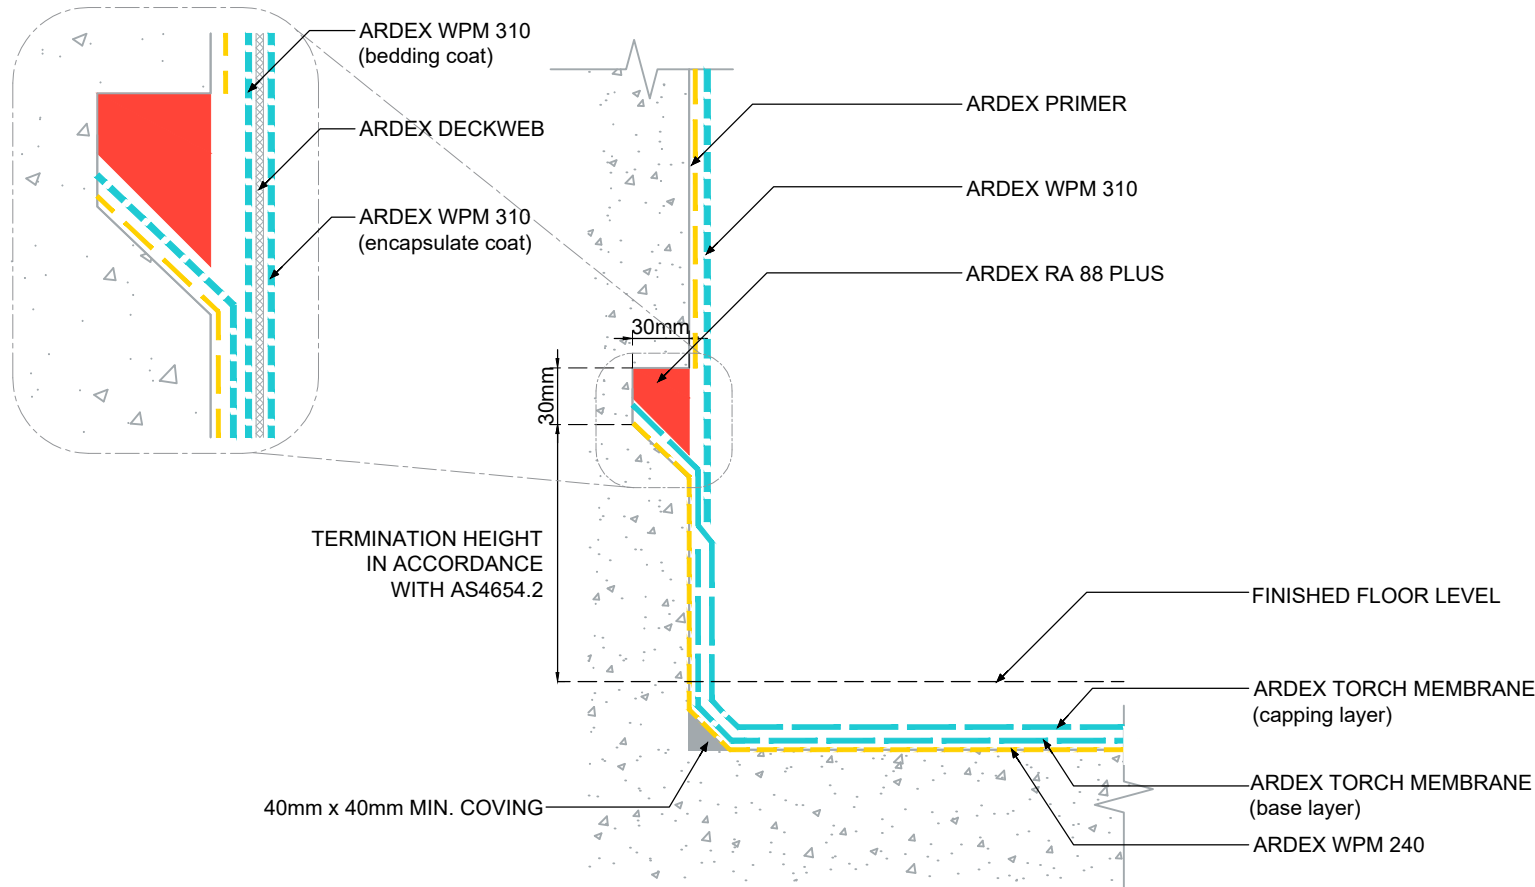 ARDEX WPM 310
(bedding coat)
ARDEX DECKWEB
ARDEX WPM 310
(encapsulate coat)
ARDEX PRIMER
ARDEX WPM 310
ARDEX RA 88 PLUS
30mm
30mm
TERMINATION HEIGHT
IN ACCORDANCE
WITH AS4654.2
FINISHED FLOOR LEVEL
ARDEX TORCH MEMBRANE
(capping layer)
ARDEX TORCH MEMBRANE
(base layer)
40mm x 40mm MIN. COVING
ARDEX WPM 240